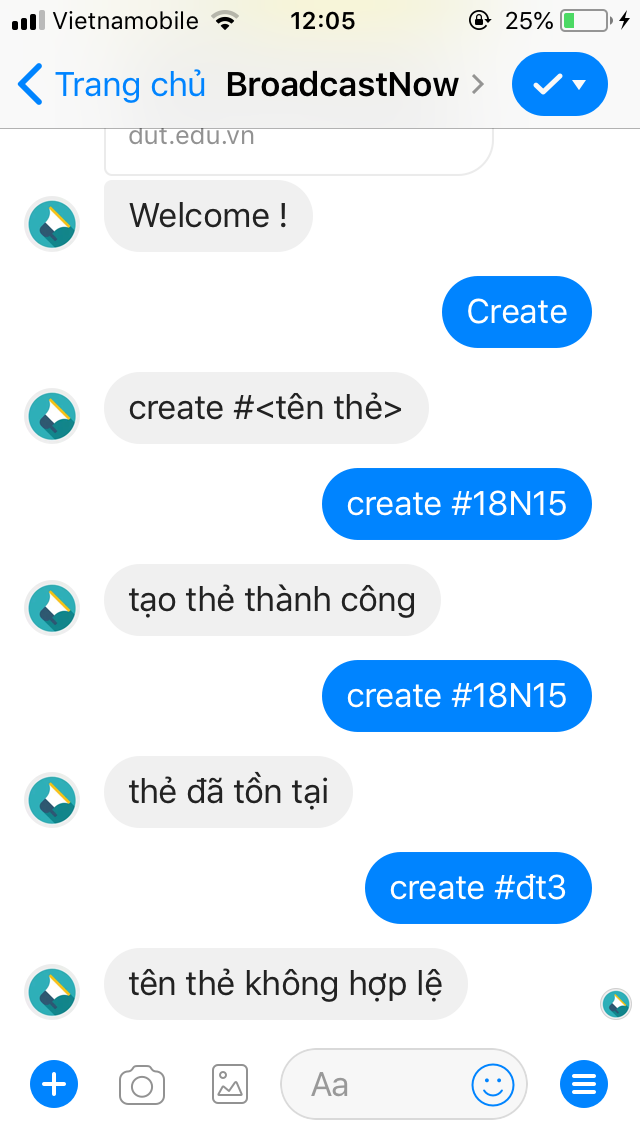 Vietnamobile 12:05 25%
Trang chủ BroadcastNow
dut.edu.vn
Welcome !
Create
create #<tên thẻ>
create #18N15
tạo thẻ thành công
create #18N15
thẻ đã tồn tại
create #đt3
tên thẻ không hợp lệ
Aa